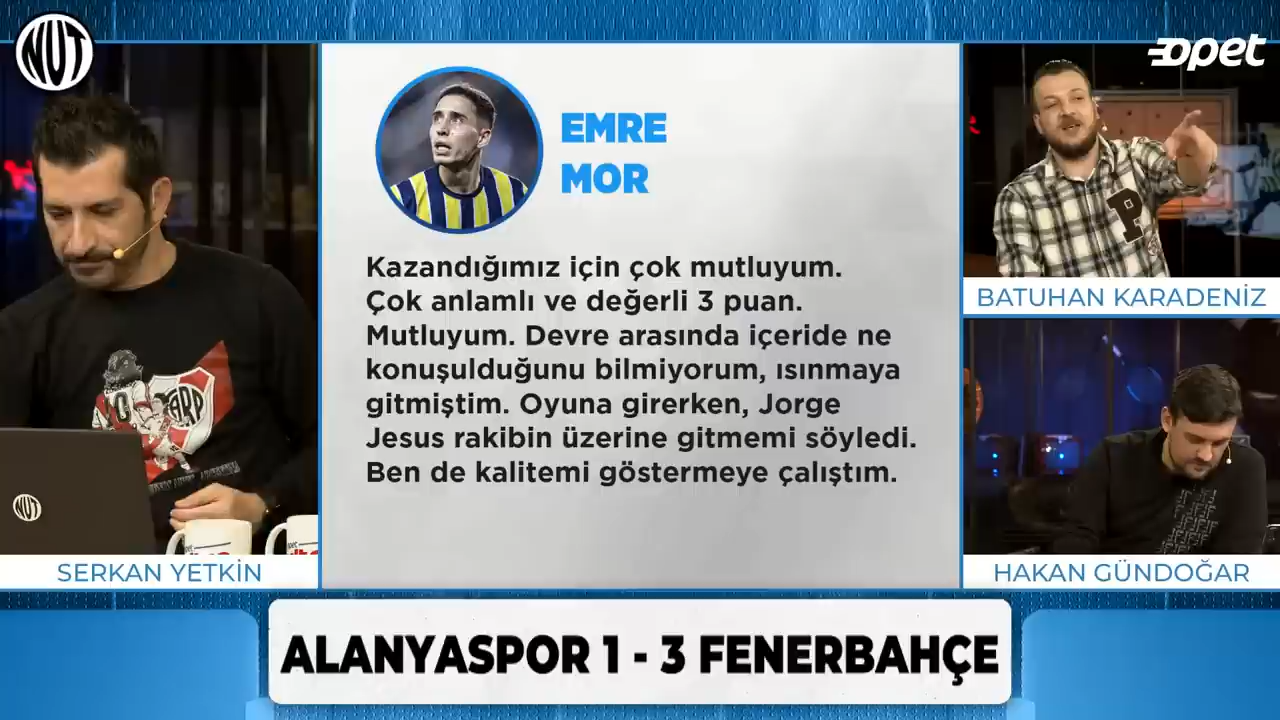 NUT
opet
EMRE
MOR
Kazandığımız için çok mutluyum.
Çok anlamlı ve değerli 3 puan.
Mutluyum. Devre arasında içeride ne
konuşulduğunu bilmiyorum, ısınmaya
gitmiştim. Oyuna girerken, Jorge
Jesus rakibin üzerine gitmemi söyledi.
Ben de kalitemi göstermeye çalıştım.
P
BATUHAN KARADENİZ
CARP
NUT
SERKAN YETKİN
HAKAN GÜNDOĞAR
ALANYASPOR 1 - 3 FENERBAHÇE